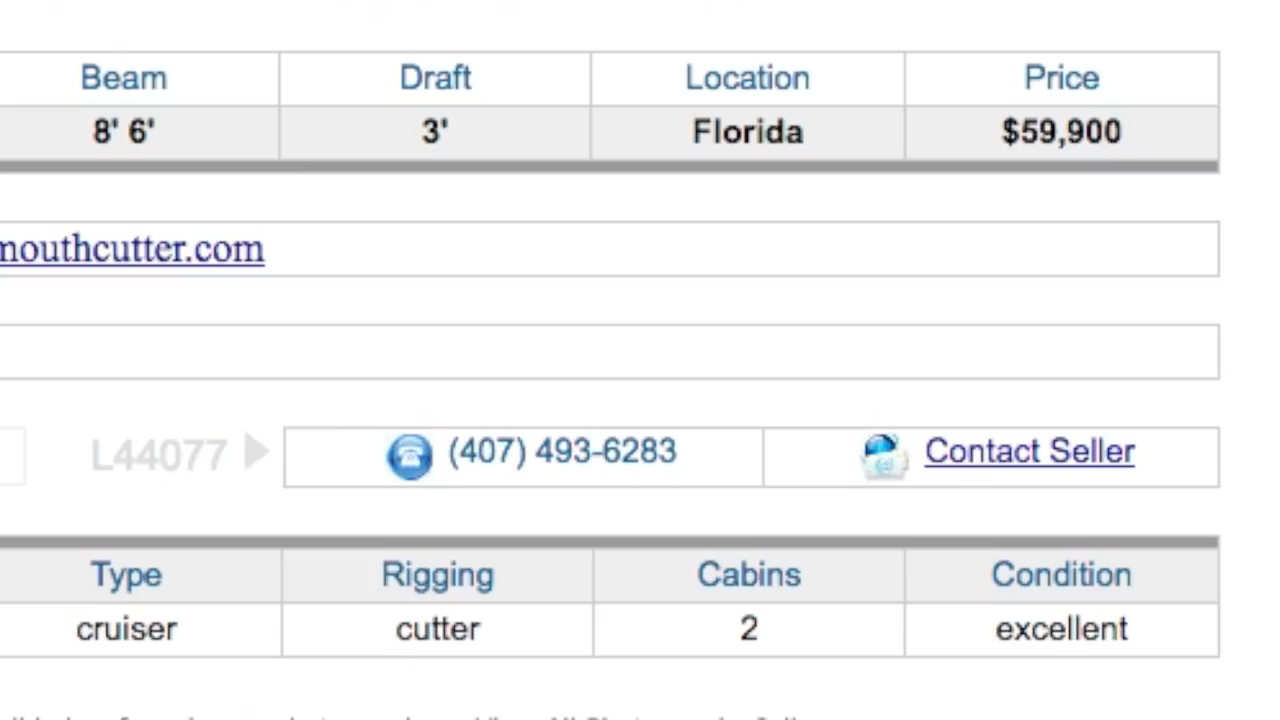 Beam Draft Location Price
8' 6' 3' Florida $59,900
mouthcutter.com
L44077 (407) 493-6283 Contact Seller
Type Rigging Cabins Condition
cruiser cutter 2 excellent